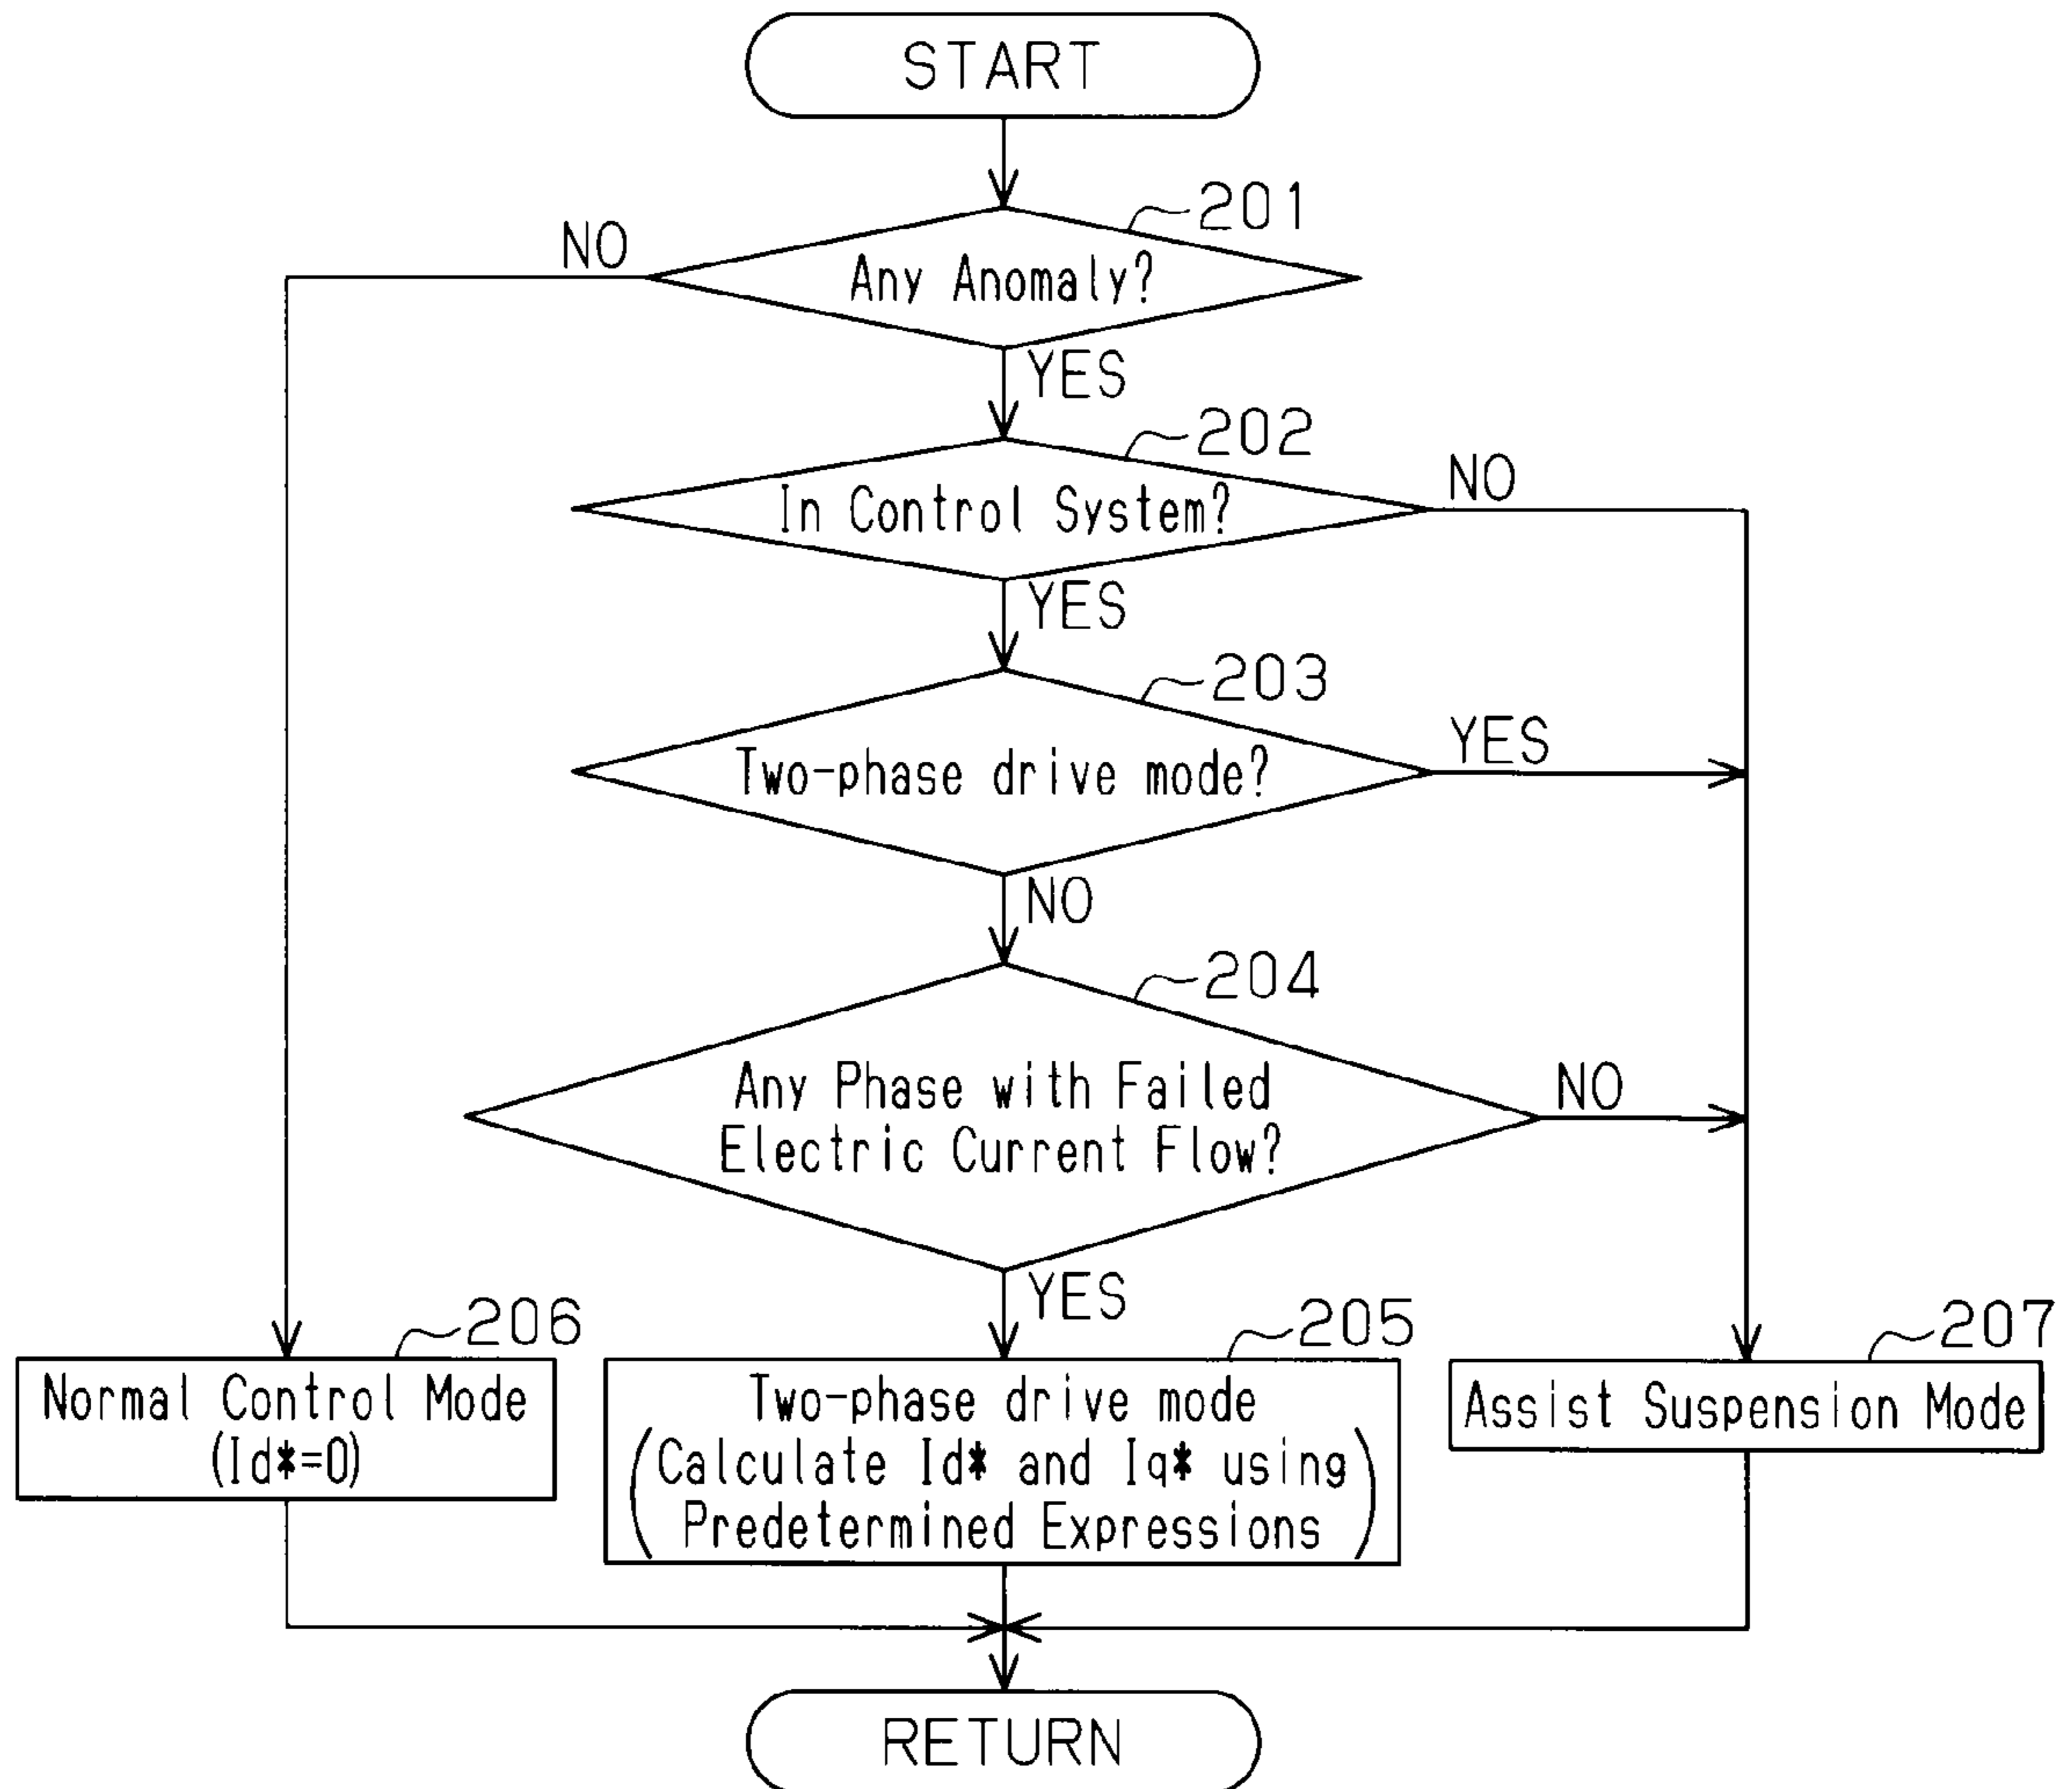 START
201
NO
Any Anomaly?
YES
202
NO
In Control System?
YES
203
YES
Two-phase drive mode?
NO
204
Any Phase with Failed
Electric Current Flow?
NO
YES
206
205
207
Normal Control Mode
(Id*=0)
Two-phase drive mode
(Calculate Id* and Iq* using
Predetermined Expressions)
Assist Suspension Mode
RETURN